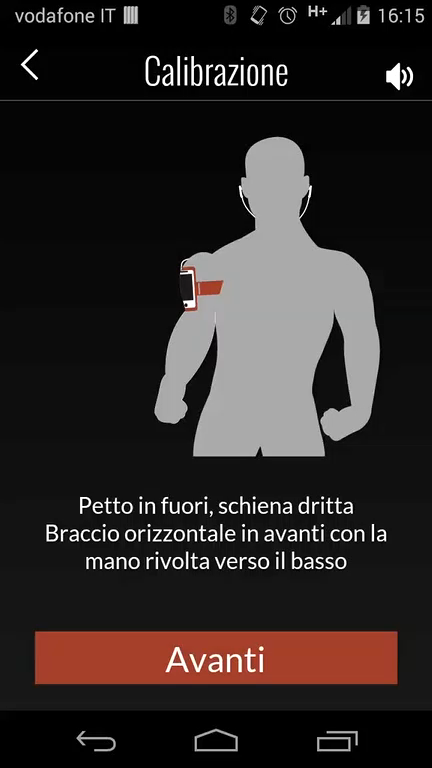 vodafone IT H+ 16:15
Calibrazione
Petto in fuori, schiena dritta
Braccio orizzontale in avanti con la
mano rivolta verso il basso
Avanti